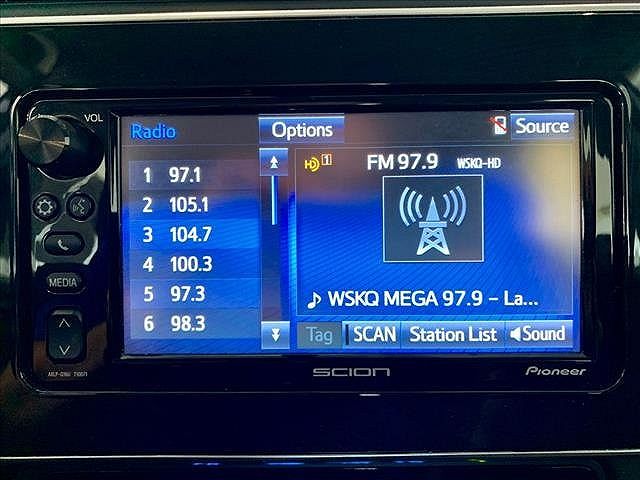 VOL
Radio
Options
Source
1 97.1
2 105.1
3 104.7
4 100.3
5 97.3
6 98.3
HD 1
FM 97.9 WSKQ-HD
♪ WSKQ MEGA 97.9 – La...
Tag
SCAN
Station List
Sound
MEDIA
SCION
Pioneer